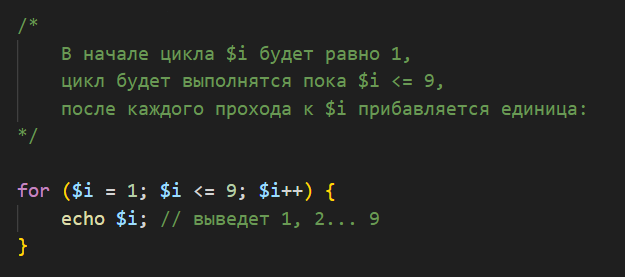 /*
В начале цикла $i будет равно 1,
цикл будет выполнятся пока $i <= 9,
после каждого прохода к $i прибавляется единица:
*/
for ($i = 1; $i <= 9; $i++) {
echo $i; // выведет 1, 2... 9
}